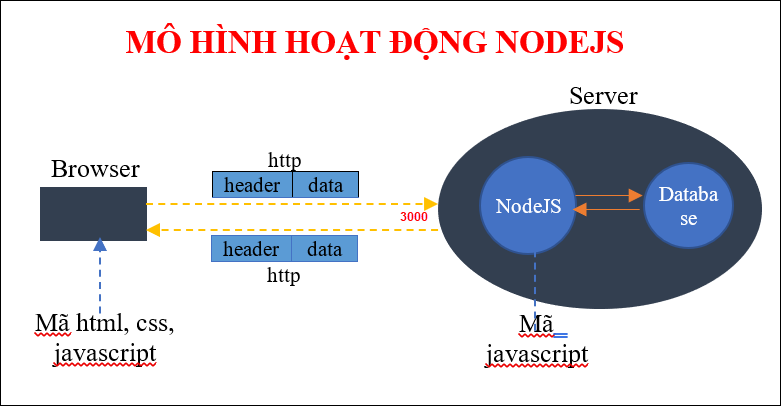 MÔ HÌNH HOẠT ĐỘNG NODEJS
Server
http
Browser
header data
NodeJS
Databa
se
3000
header data
http
Mã html, css,
javascript
Mã
javascript